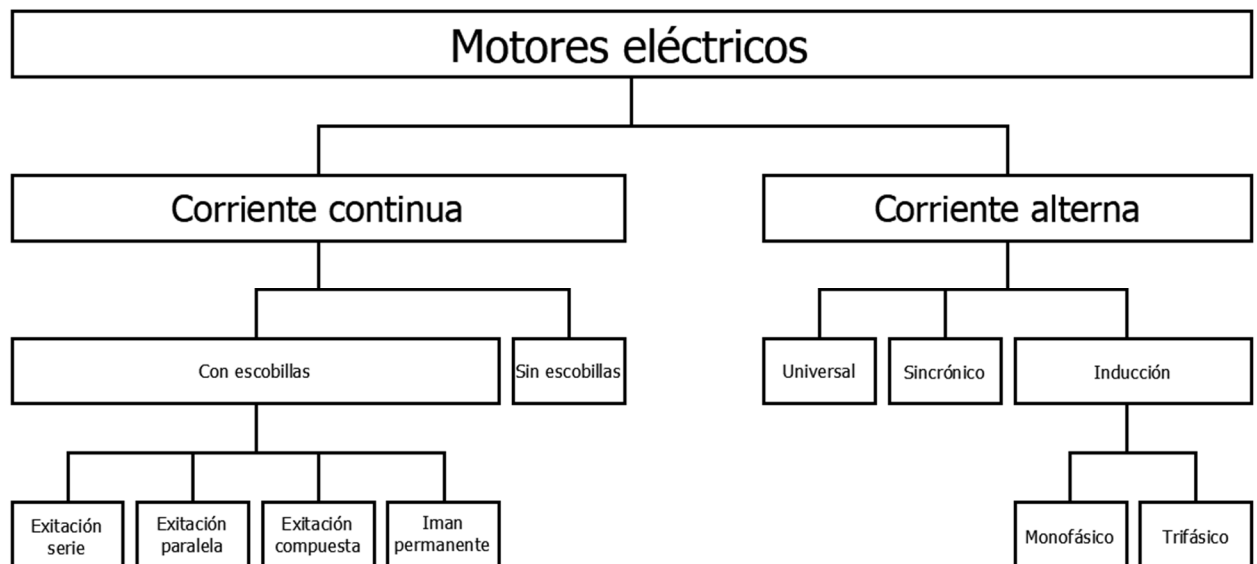 Motores eléctricos
Corriente continua
Corriente alterna
Con escobillas
Sin escobillas
Universal
Sincrónico
Inducción
Exitación
serie
Exitación
paralela
Exitación
compuesta
Iman
permanente
Monofásico
Trifásico